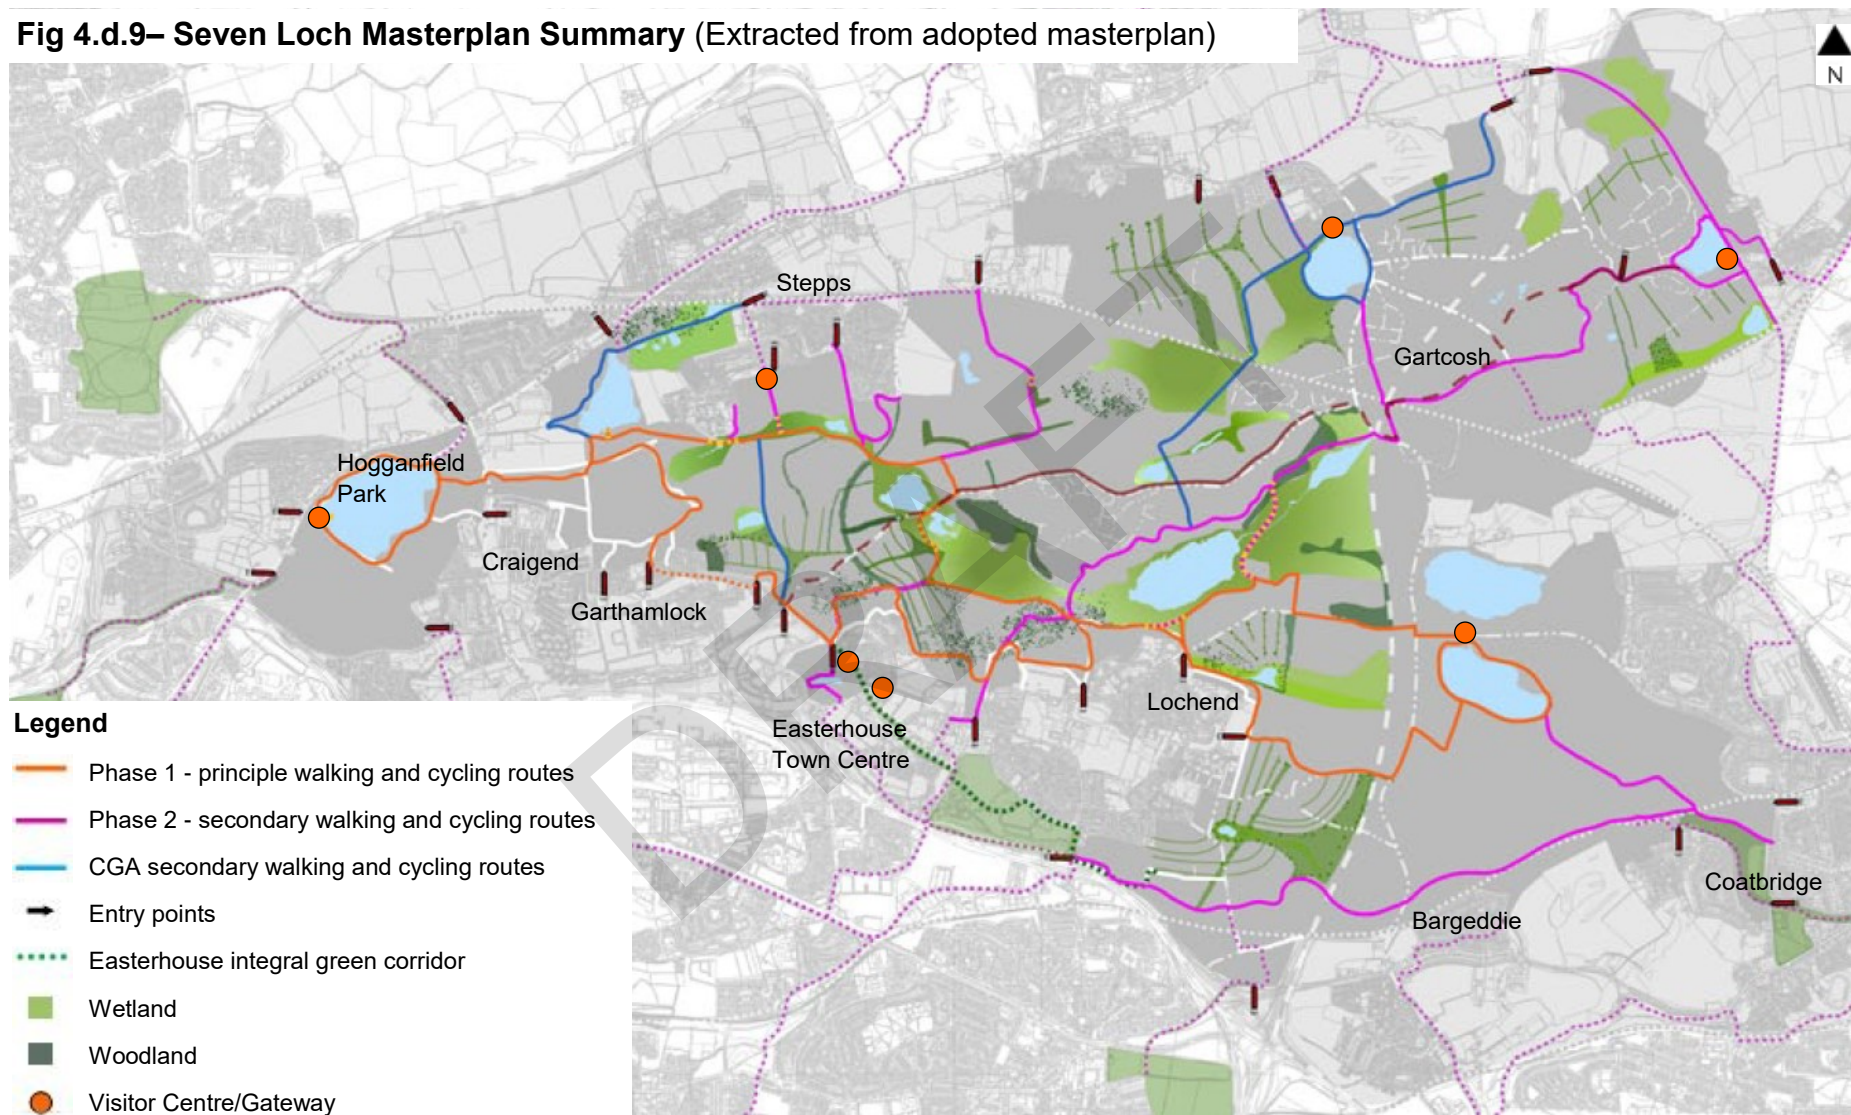 Fig 4.d.9– Seven Loch Masterplan Summary (Extracted from adopted masterplan)
N
Stepps
Gartcosh
Hogganfield
Park
Craigend
Garthamlock
Lochend
Easterhouse
Town Centre
Coatbridge
Bargeddie
DRAFT
Legend
Phase 1 - principle walking and cycling routes
Phase 2 - secondary walking and cycling routes
CGA secondary walking and cycling routes
Entry points
Easterhouse integral green corridor
Wetland
Woodland
Visitor Centre/Gateway